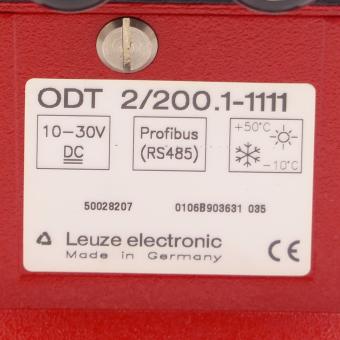 ODT 2/200.1-1111
10-30V
DC
Profibus
(RS485)
+50°C
-10°C
50028207 0106B903631 035
Leuze electronic
Made in Germany
CE